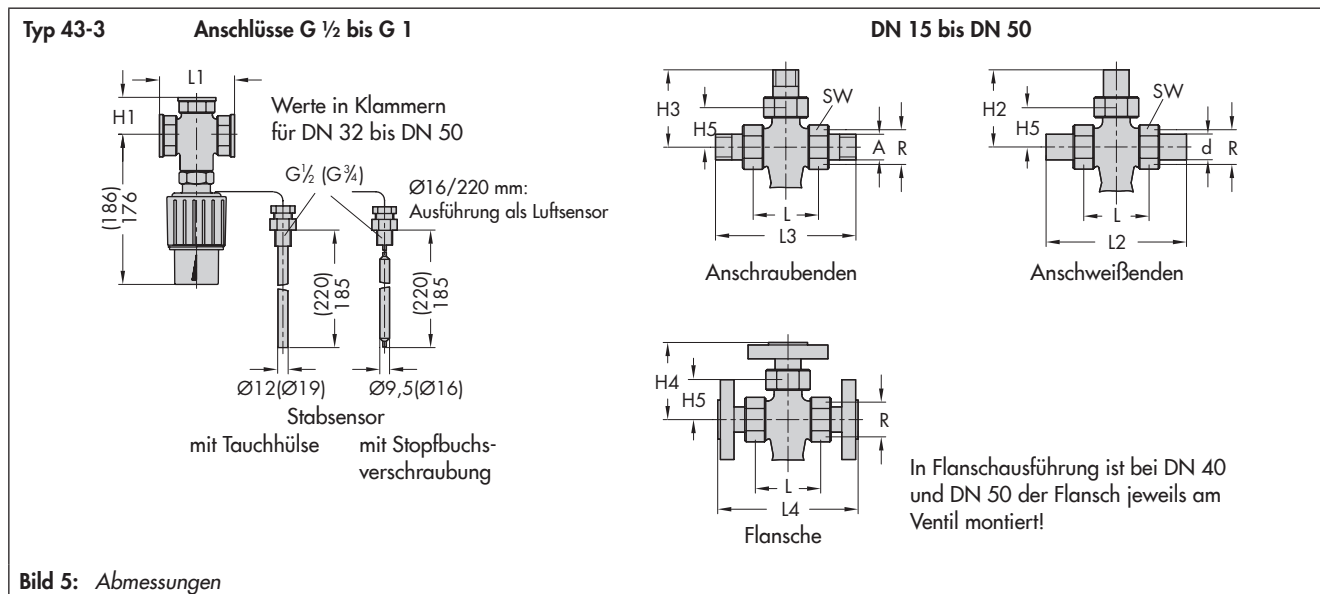 Typ 43-3
Anschlüsse G ½ bis G 1
DN 15 bis DN 50
L1
H1
Werte in Klammern
für DN 32 bis DN 50
(186)
176
G½ (G¾)
Ø16/220 mm:
Ausführung als Luftsensor
(220)
185
(220)
185
Ø12(Ø19)
Ø9,5(Ø16)
Stabsensor
mit Tauchhülse
mit Stopfbuchs-
verschraubung
H3
H5
SW
A
R
L
L3
Anschraubenden
H2
H5
SW
d
R
L
L2
Anschweißenden
H4
H5
R
L
L4
Flansche
In Flanschausführung ist bei DN 40
und DN 50 der Flansch jeweils am
Ventil montiert!
Bild 5: Abmessungen